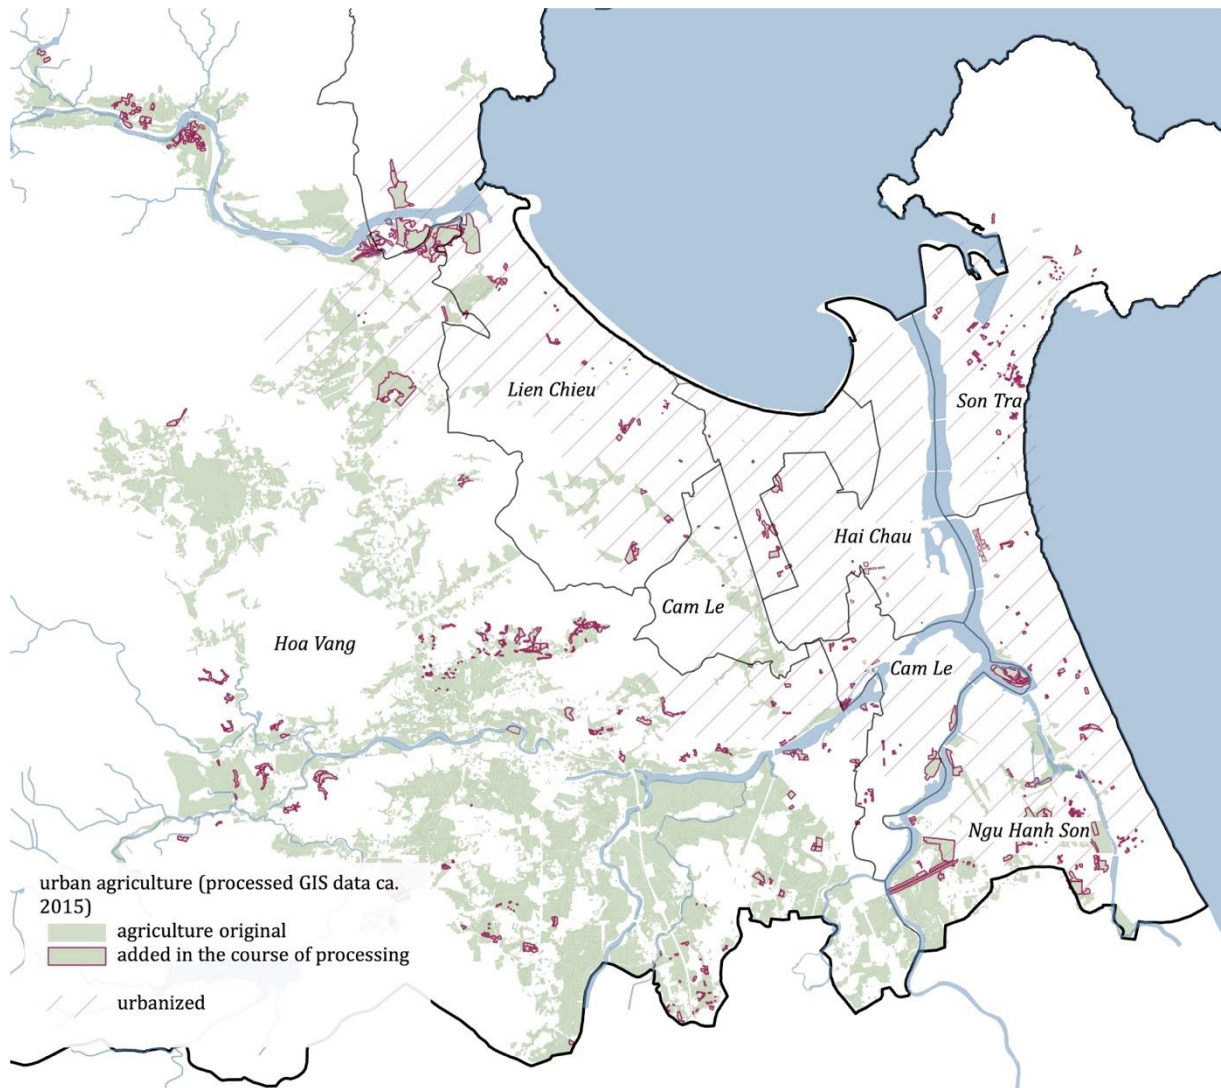 Lien Chieu
Son Tra
Hai Chau
Cam Le
Hoa Vang
Cam Le
Ngu Hanh Son
urban agriculture (processed GIS data ca.
2015)
agriculture original
added in the course of processing
urbanized